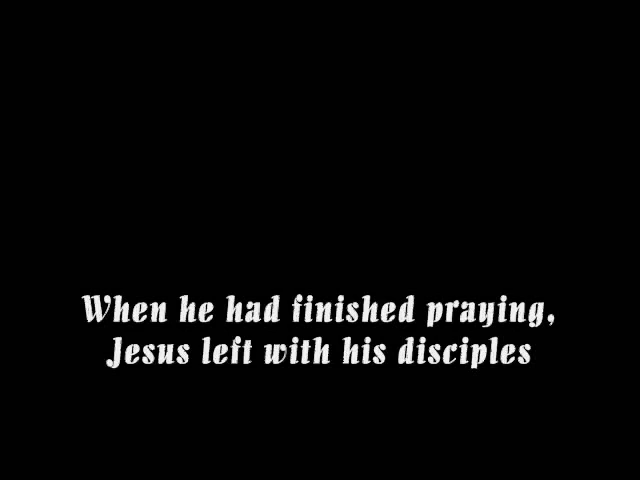 When he had finished praying,
Jesus left with his disciples